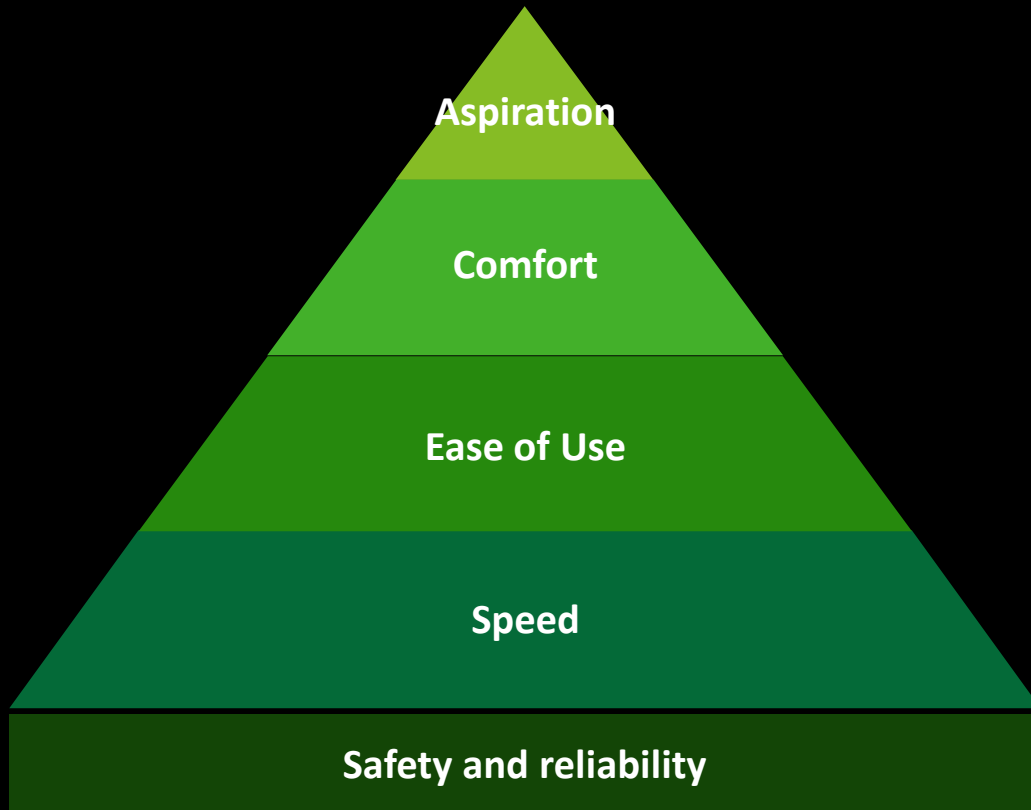 Aspiration
Comfort
Ease of Use
Speed
Safety and reliability